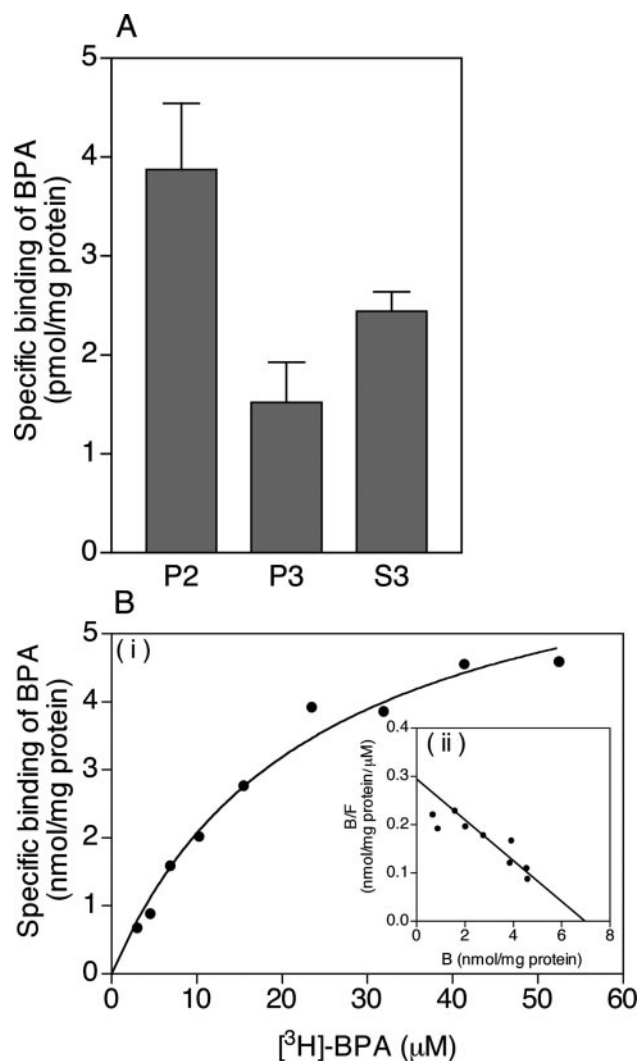 A
Specific binding of BPA
(pmol/mg protein)
5
4
3
2
1
0
P2 P3 S3
B
(i)
Specific binding of BPA
(nmol/mg protein)
5
4
3
2
1
0
0 10 20 30 40 50 60
[³H]-BPA (μM)
(ii)
B/F
(nmol/mg protein/μM)
0.4
0.3
0.2
0.1
0.0
0 2 4 6 8
B (nmol/mg protein)